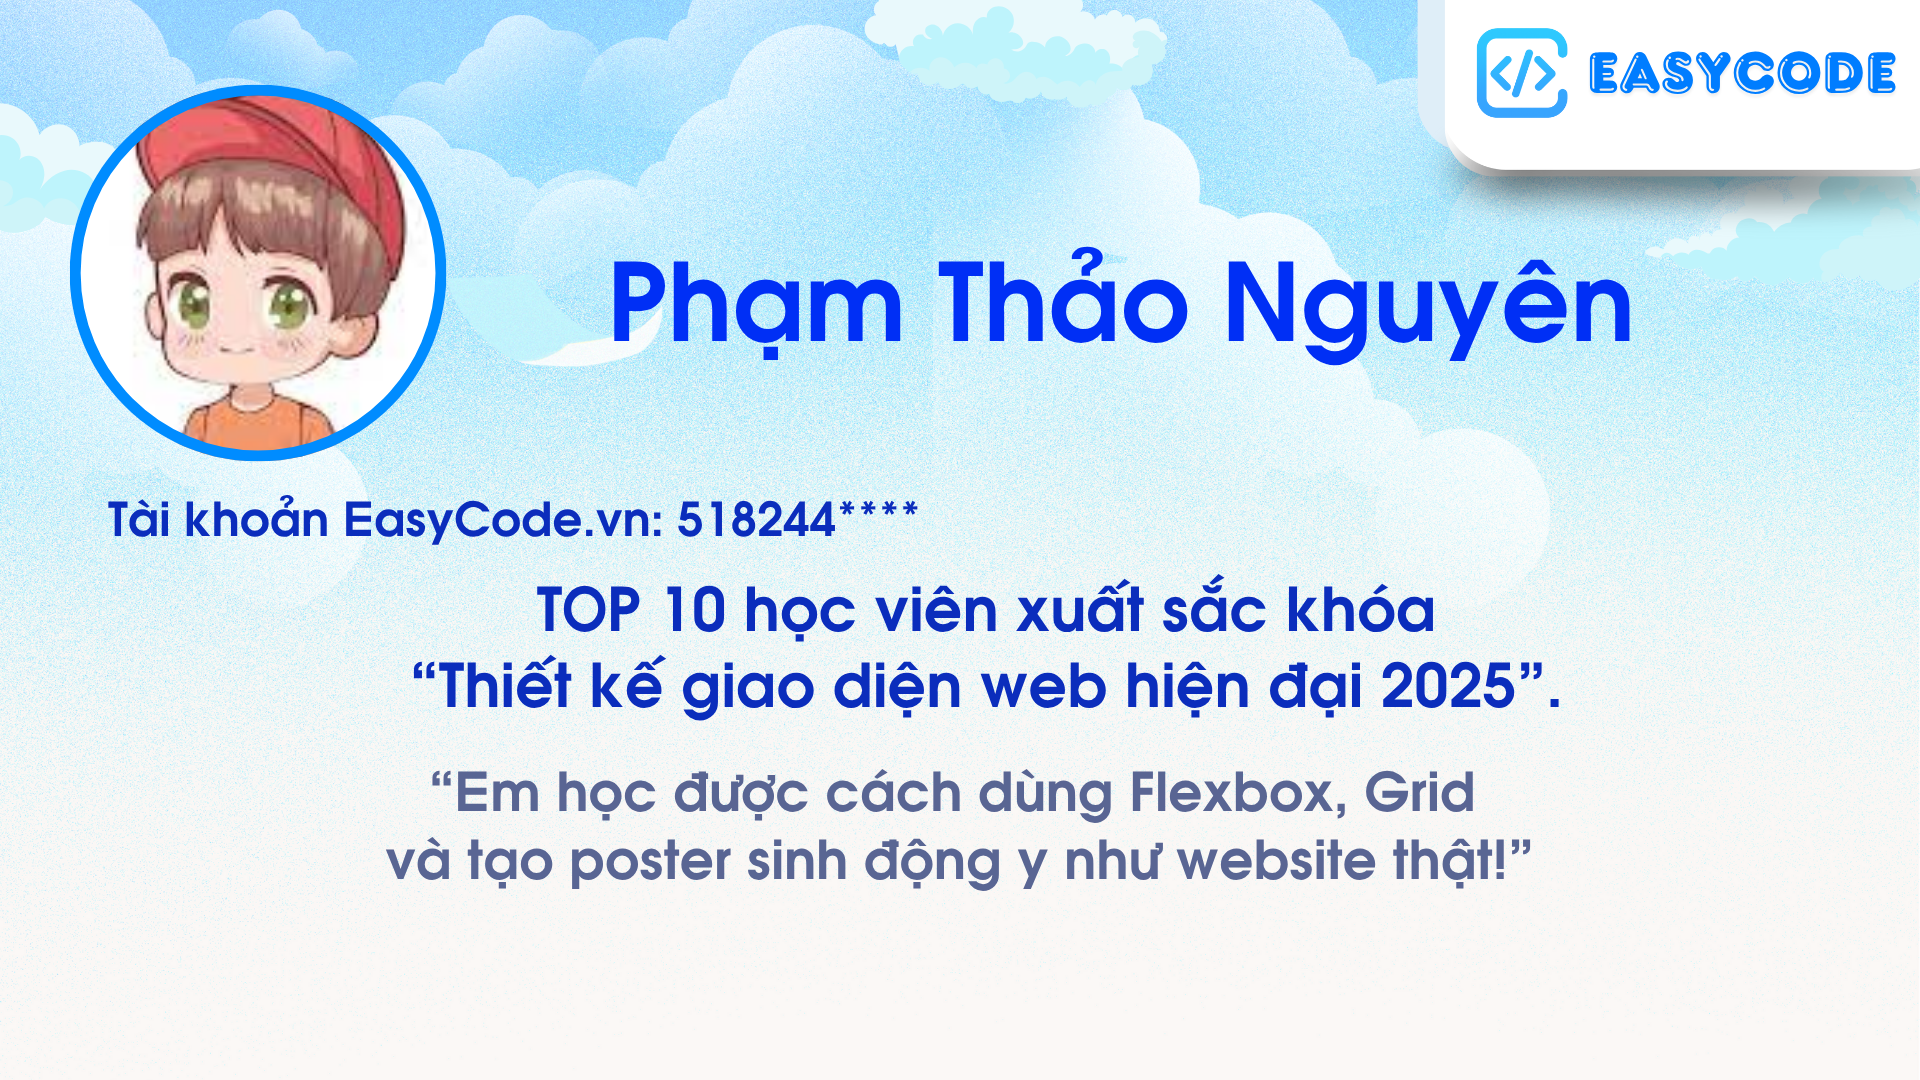 </> EASYCODE
Phạm Thảo Nguyên
Tài khoản EasyCode.vn: 518244****
TOP 10 học viên xuất sắc khóa
“Thiết kế giao diện web hiện đại 2025”.
“Em học được cách dùng Flexbox, Grid
và tạo poster sinh động y như website thật!”